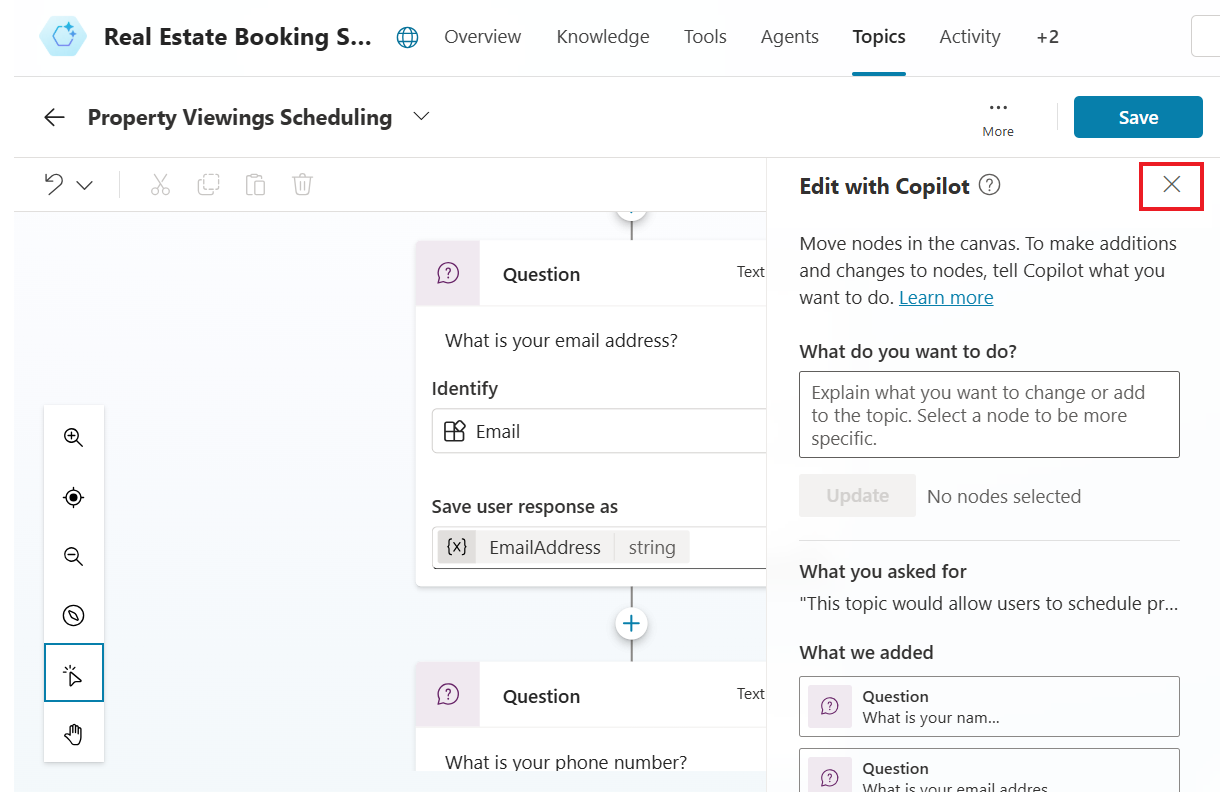 Real Estate Booking S...
Overview
Knowledge
Tools
Agents
Topics
Activity
+2
Property Viewings Scheduling
More
Save
Question
Text
What is your email address?
Identify
Email
Save user response as
{x} EmailAddress string
Question
Text
What is your phone number?
Edit with Copilot
Move nodes in the canvas. To make additions
and changes to nodes, tell Copilot what you
want to do. Learn more
What do you want to do?
Explain what you want to change or add
to the topic. Select a node to be more
specific.
Update No nodes selected
What you asked for
"This topic would allow users to schedule pr...
What we added
Question
What is your nam...
Question
What is your email addres